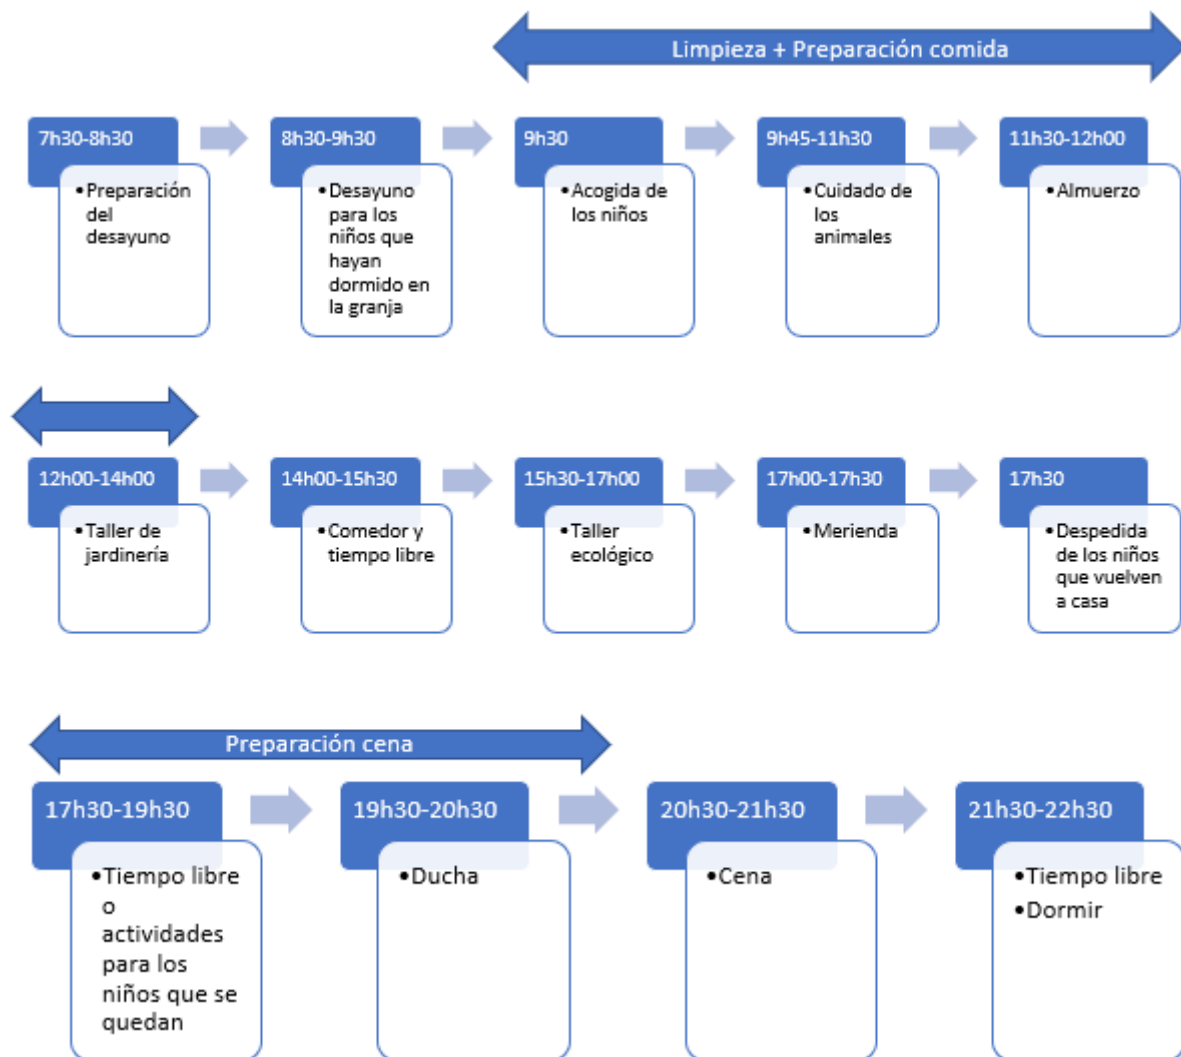 Limpieza + Preparación comida
7h30-8h30
•Preparación
del
desayuno
8h30-9h30
•Desayuno
para los
niños que
hayan
dormido en
la granja
9h30
•Acogida de
los niños
9h45-11h30
•Cuidado de
los
animales
11h30-12h00
•Almuerzo
12h00-14h00
•Taller de
jardinería
14h00-15h30
•Comedor y
tiempo libre
15h30-17h00
•Taller
ecológico
17h00-17h30
•Merienda
17h30
•Despedida
de los niños
que vuelven
a casa
Preparación cena
17h30-19h30
•Tiempo libre
o
actividades
para los
niños que se
quedan
19h30-20h30
•Ducha
20h30-21h30
•Cena
21h30-22h30
•Tiempo libre
•Dormir